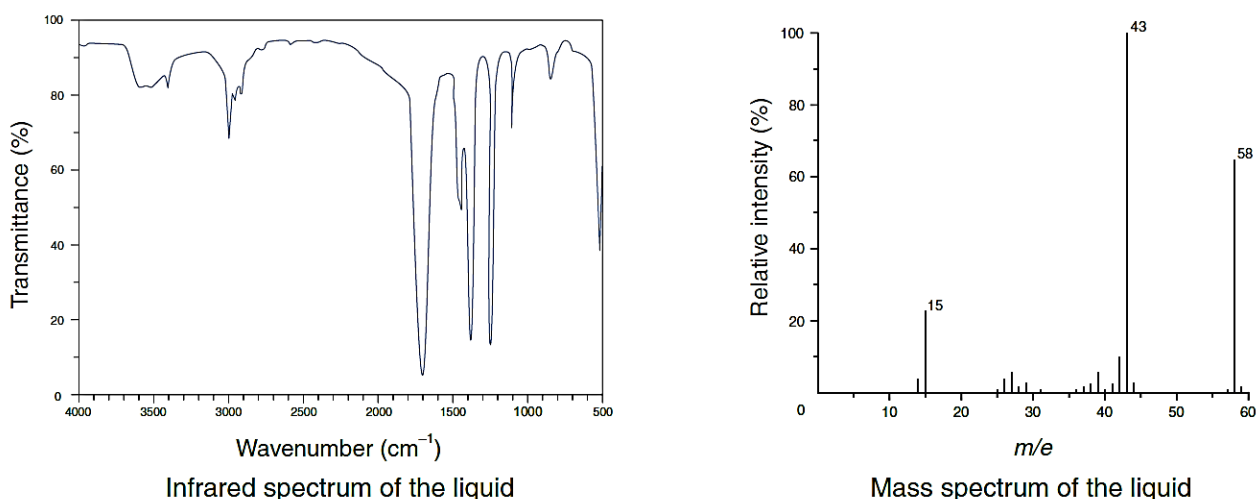 100
80
60
40
20
0
Transmittance (%)
4000 3500 3000 2500 2000 1500 1000 500
Wavenumber (cm⁻¹)
Infrared spectrum of the liquid
100
80
60
40
20
0
Relative intensity (%)
43
58
15
10 20 30 40 50 60
m/e
Mass spectrum of the liquid